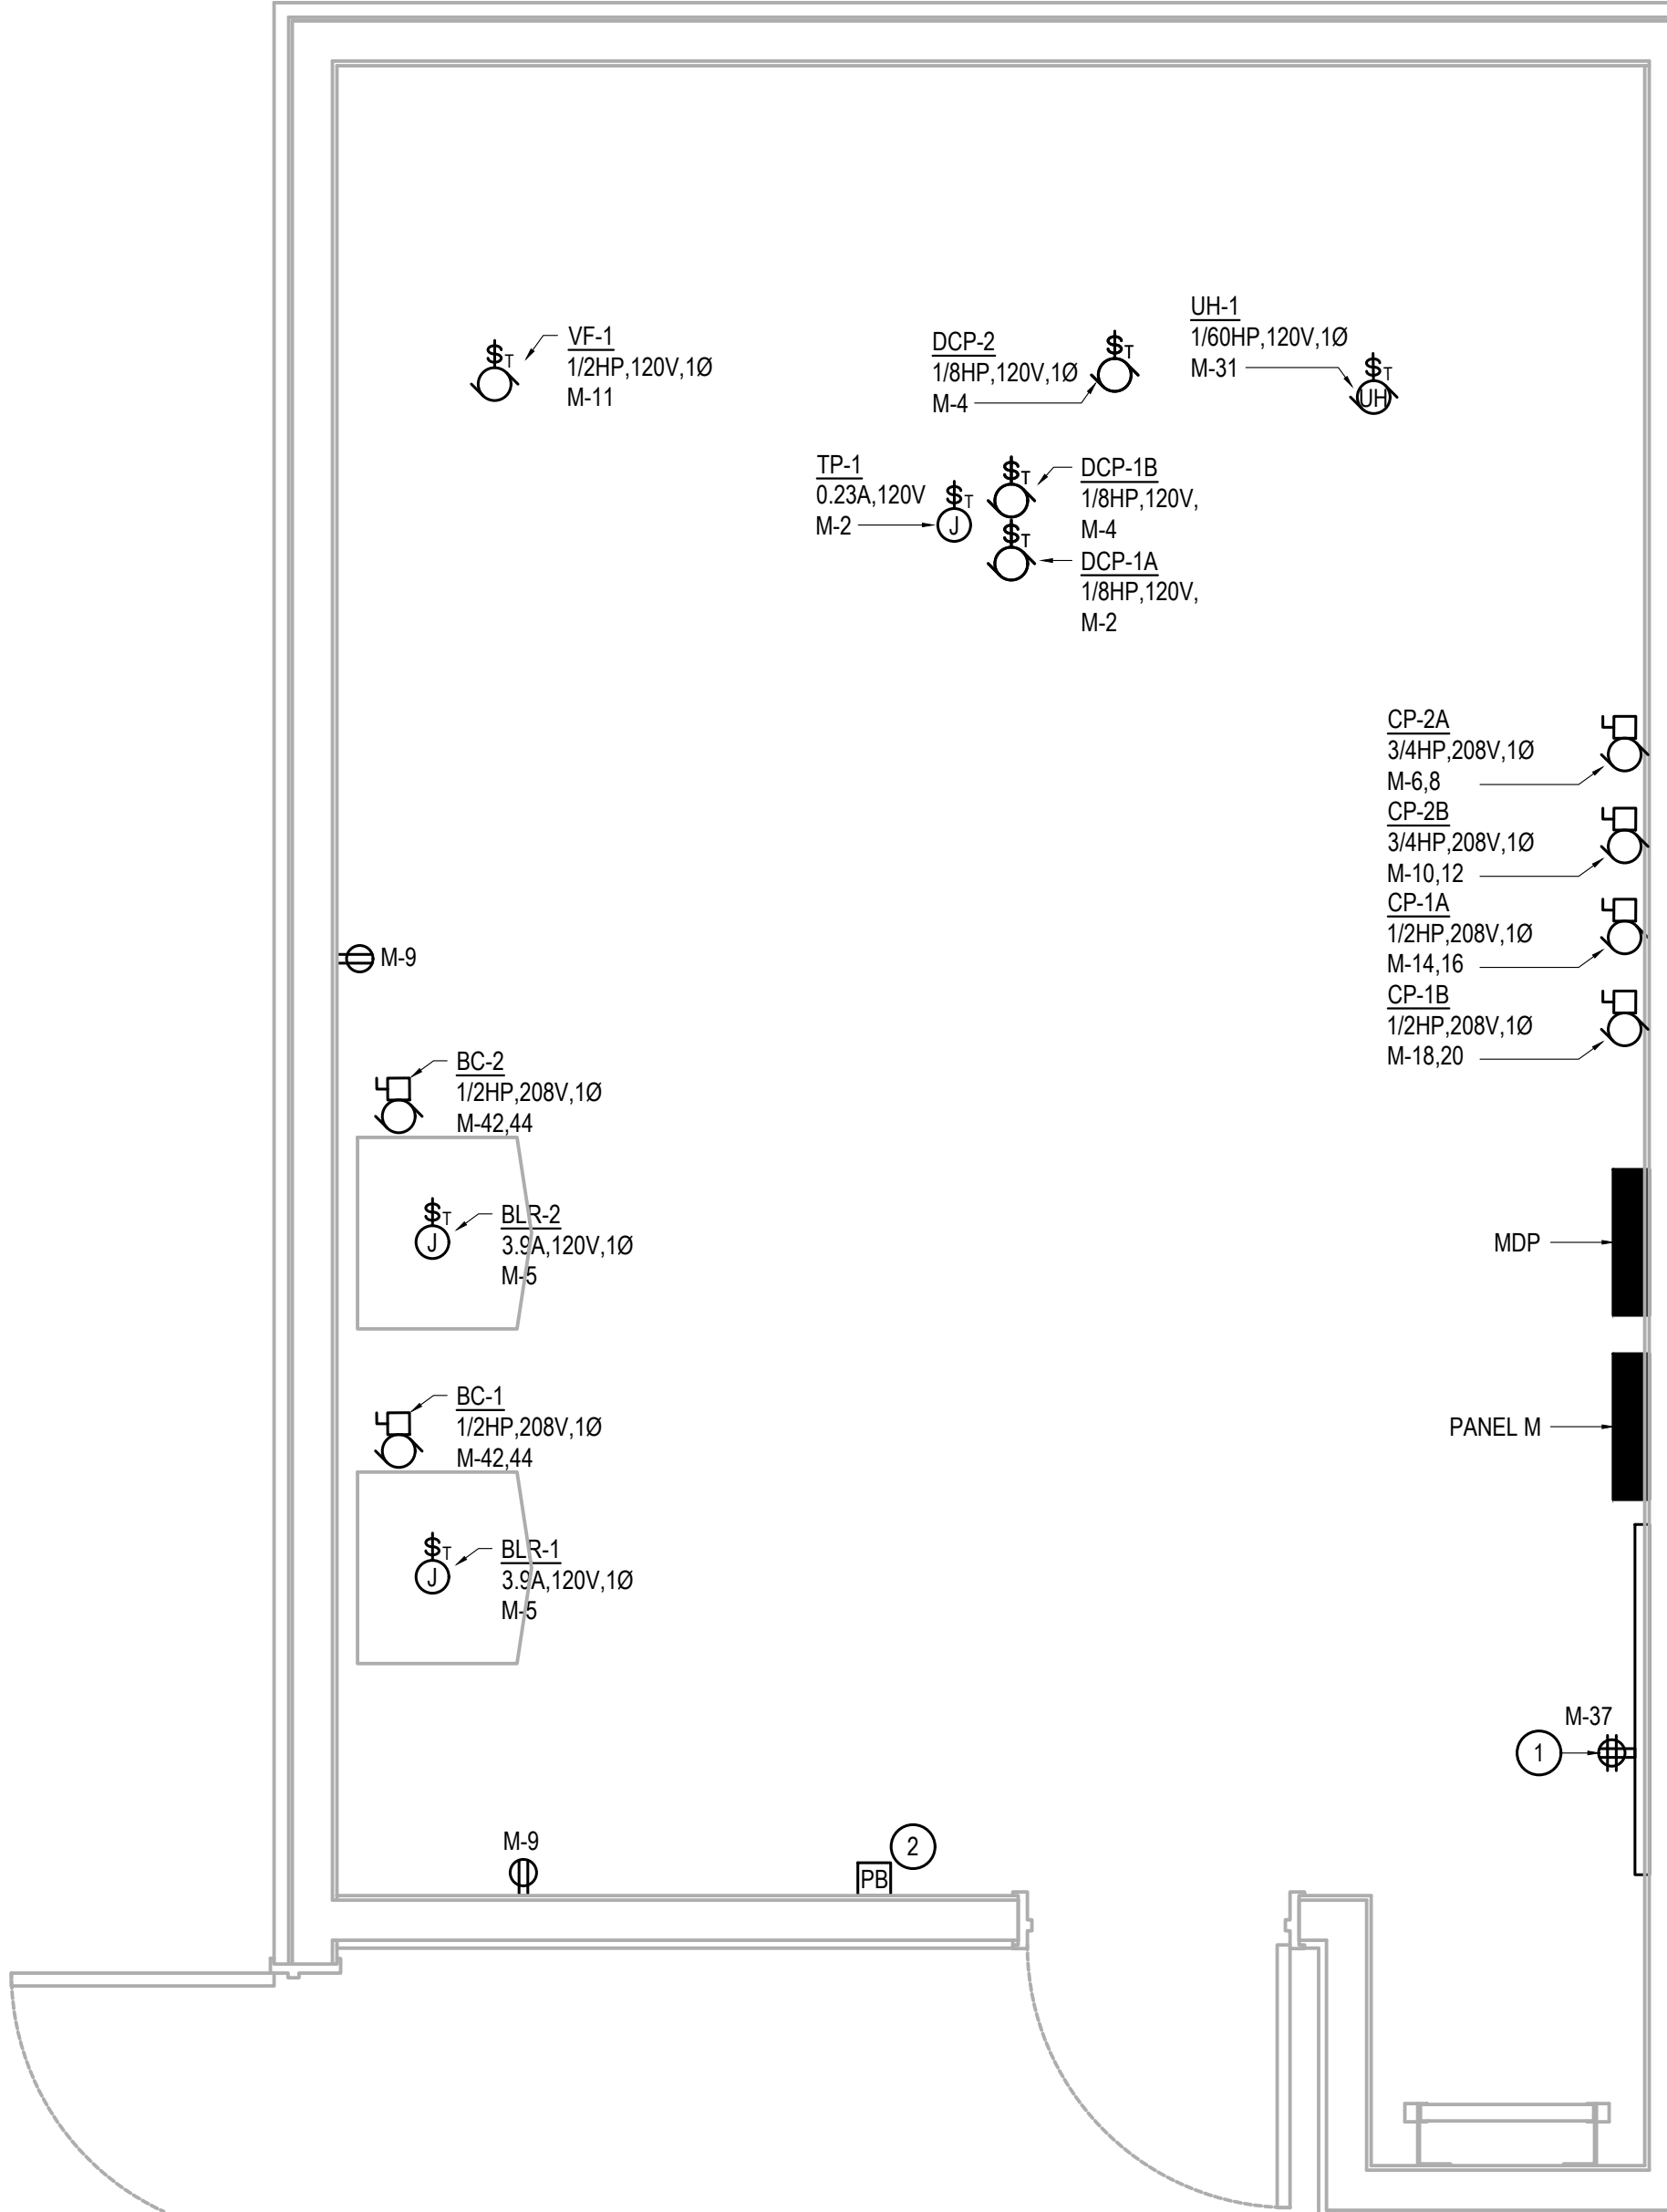 VF-1
1/2HP,120V,1Ø
M-11
$T
DCP-2
1/8HP,120V,1Ø
M-4
$T
UH-1
1/60HP,120V,1Ø
M-31
$T
UH
TP-1
0.23A,120V
M-2
$T
J
$T
DCP-1B
1/8HP,120V,
M-4
$T
DCP-1A
1/8HP,120V,
M-2
CP-2A
3/4HP,208V,1Ø
M-6,8
CP-2B
3/4HP,208V,1Ø
M-10,12
CP-1A
1/2HP,208V,1Ø
M-14,16
CP-1B
1/2HP,208V,1Ø
M-18,20
M-9
BC-2
1/2HP,208V,1Ø
M-42,44
$T
J
BLR-2
3.9A,120V,1Ø
M-5
MDP
BC-1
1/2HP,208V,1Ø
M-42,44
PANEL M
$T
J
BLR-1
3.9A,120V,1Ø
M-5
M-37
1
M-9
2
PB